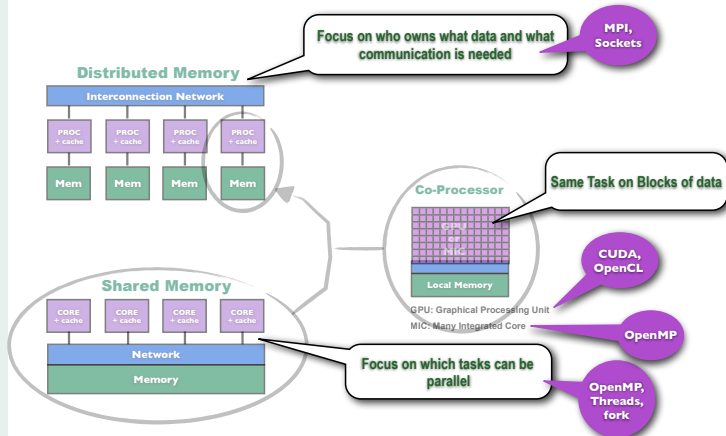 Focus on who owns what data and what
communication is needed
MPI,
Sockets
Distributed Memory
Interconnection Network
PROC
+ cache
PROC
+ cache
PROC
+ cache
PROC
+ cache
Mem
Mem
Mem
Mem
Co-Processor
Same Task on Blocks of data
GPU
or
MIC
Local Memory
CUDA,
OpenCL
GPU: Graphical Processing Unit
MIC: Many Integrated Core
OpenMP
Shared Memory
CORE
+ cache
CORE
+ cache
CORE
+ cache
CORE
+ cache
Network
Memory
Focus on which tasks can be
parallel
OpenMP,
Threads,
fork